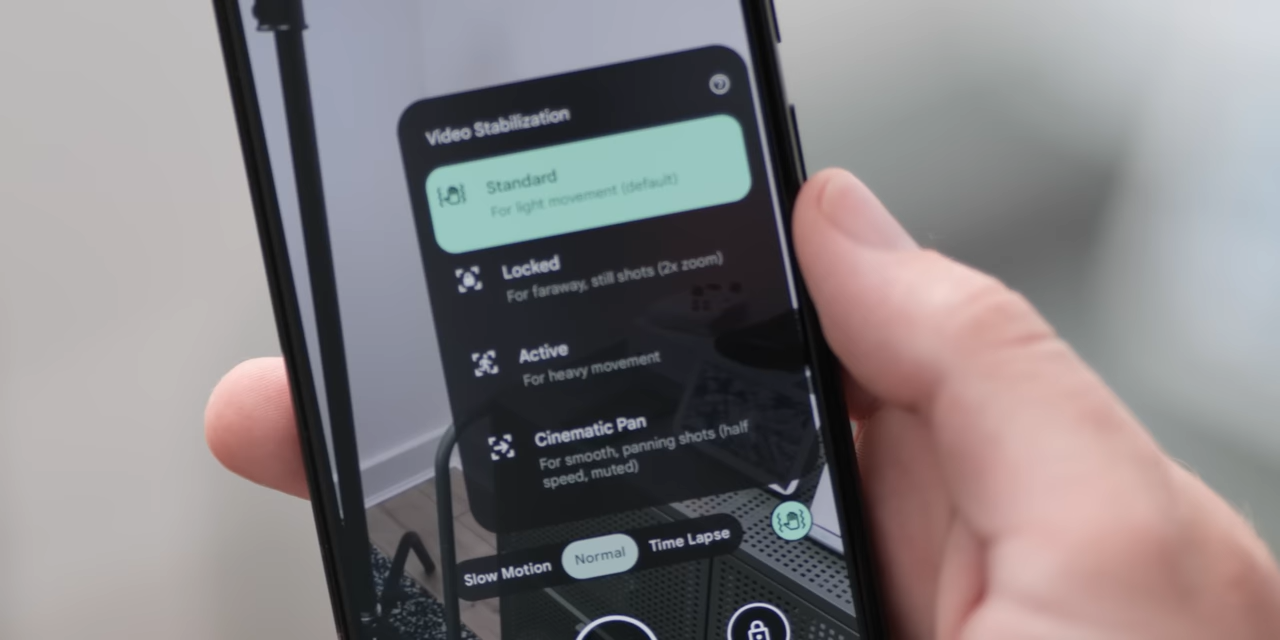 Video Stabilization
Standard
For light movement (default)
Locked
For faraway, still shots (2x zoom)
Active
For heavy movement
Cinematic Pan
For smooth, panning shots (half
speed, muted)
Slow Motion
Normal
Time Lapse